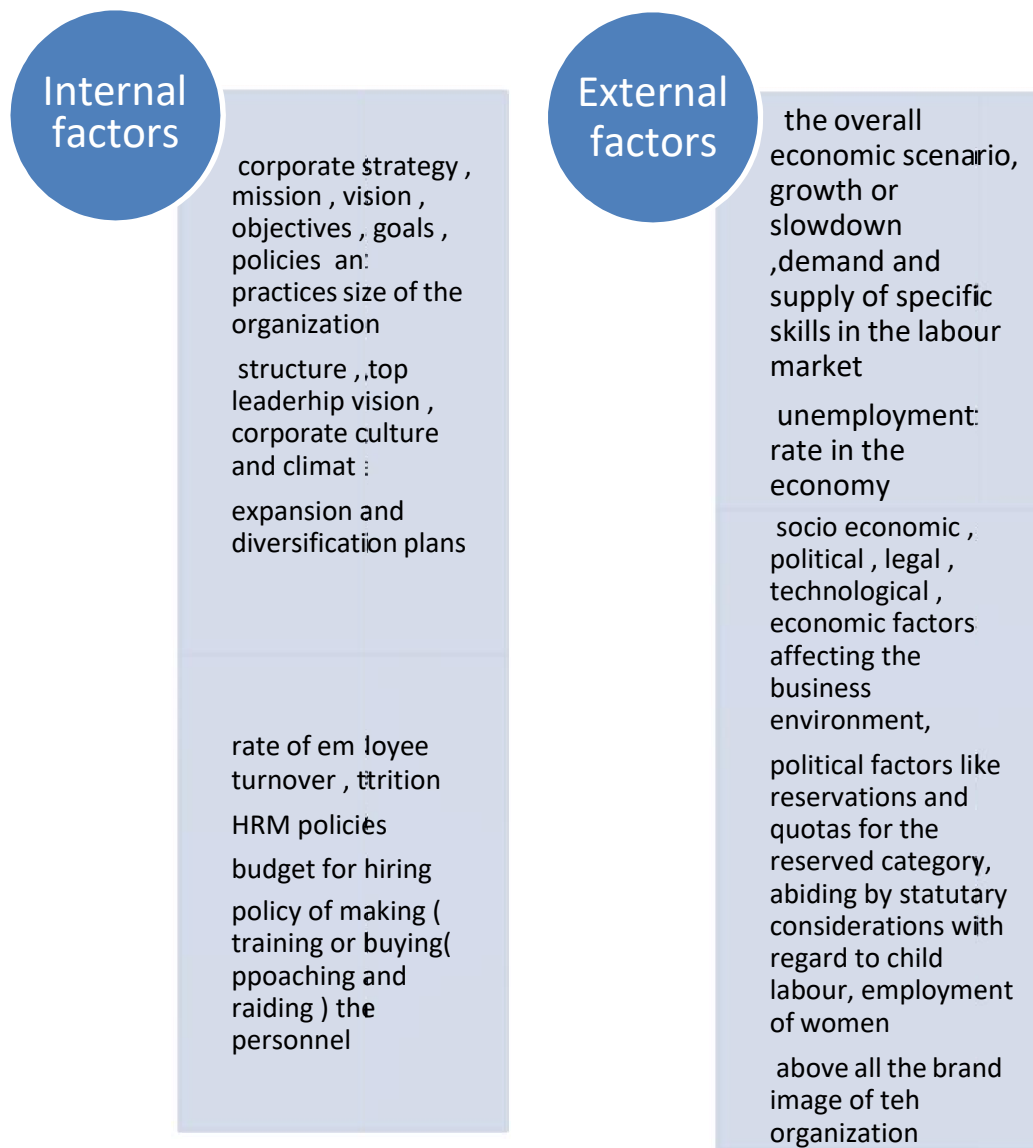 Internal
factors
corporate strategy ,
mission , vision ,
objectives , goals ,
policies an
practices size of the
organization
structure , ,top
leaderhip vision ,
corporate culture
and climat
expansion and
diversification plans
rate of em loyee
turnover , ttrition
HRM policies
budget for hiring
policy of making (
training or buying(
ppoaching and
raiding ) the
personnel
External
factors
the overall
economic scenario,
growth or
slowdown
,demand and
supply of specific
skills in the labour
market
unemployment
rate in the
economy
socio economic ,
political , legal ,
technological ,
economic factors
affecting the
business
environment,
political factors like
reservations and
quotas for the
reserved category,
abiding by statutary
considerations with
regard to child
labour, employment
of women
above all the brand
image of teh
organization